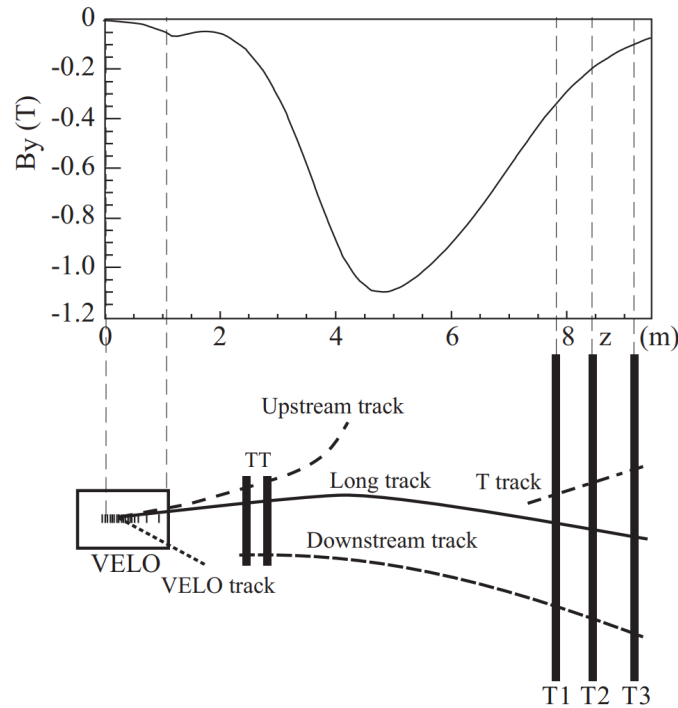 By (T)
0
-0.2
-0.4
-0.6
-0.8
-1.0
-1.2
0 2 4 6 8 z (m)
Upstream track
TT
Long track
T track
VELO
Downstream track
VELO track
T1 T2 T3